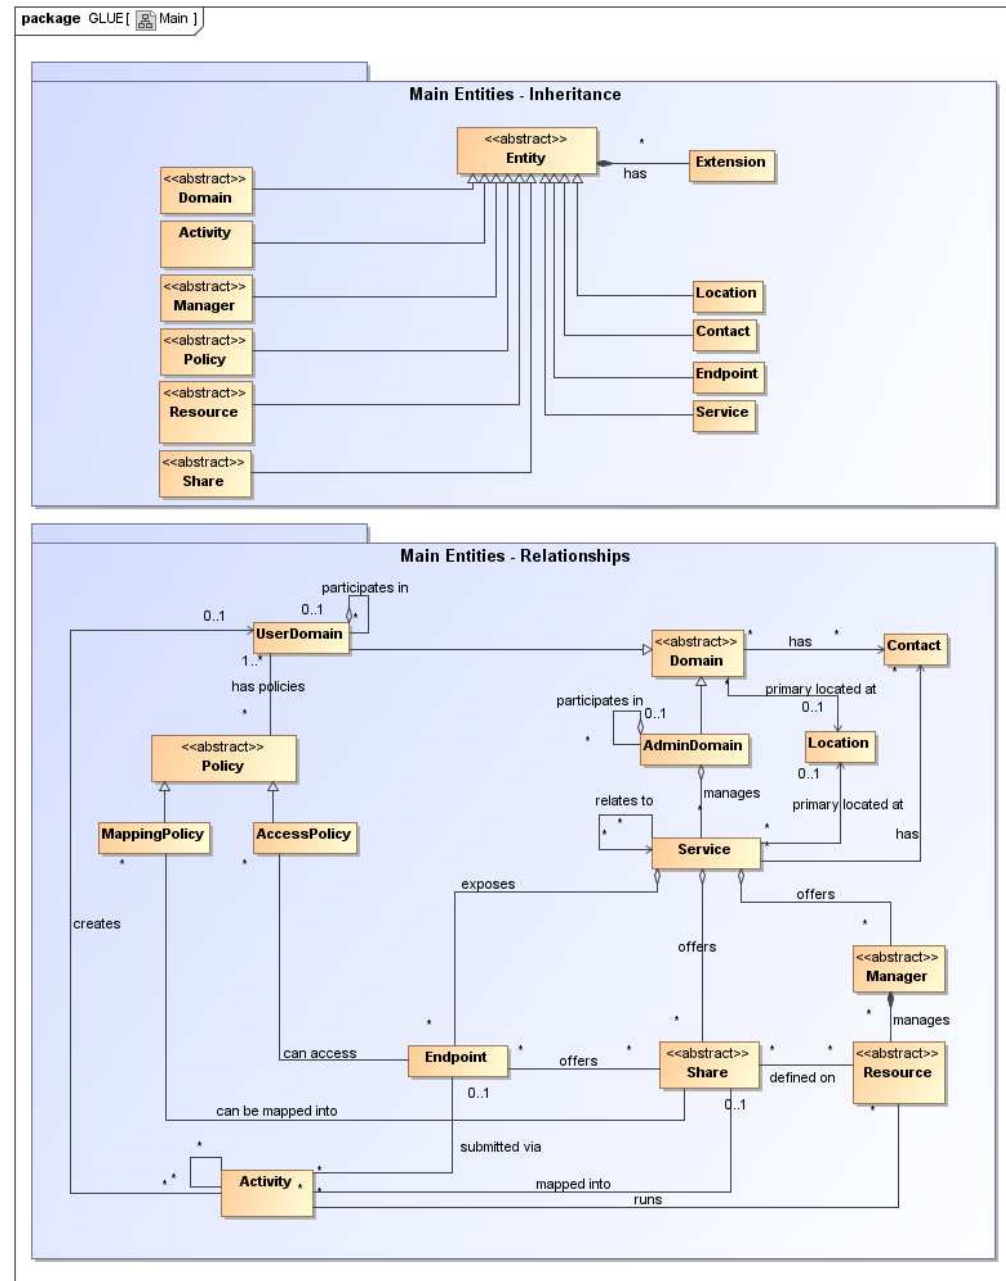 package GLUE[ Main ]
Main Entities - Inheritance
<<abstract>>
Entity
*
has
Extension
<<abstract>>
Domain
Activity
<<abstract>>
Manager
<<abstract>>
Policy
<<abstract>>
Resource
<<abstract>>
Share
Location
Contact
Endpoint
Service
Main Entities - Relationships
participates in
0..1
0..1
*
UserDomain
1..*
has policies
*
<<abstract>>
Domain
*
has
*
Contact
*
*
primary located at
0..1
participates in
0..1
*
AdminDomain
Location
0..1
<<abstract>>
Policy
manages
*
relates to
*
*
primary located at
*
*
has
MappingPolicy
*
AccessPolicy
*
Service
exposes
offers
*
creates
offers
<<abstract>>
Manager
*
manages
*
*
can access
Endpoint
*
offers
*
0..1
<<abstract>>
Share
*
defined on
*
0..1
<<abstract>>
Resource
*
can be mapped into
submitted via
*
*
*
*
Activity
*
*
mapped into
*
runs